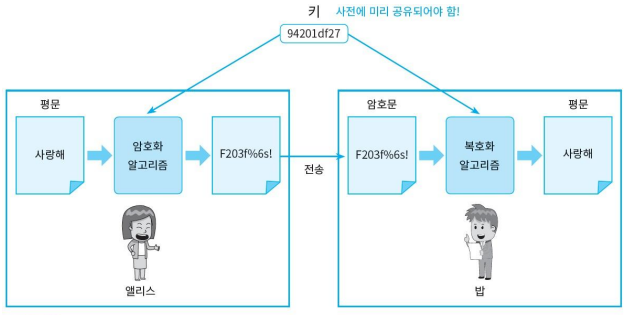 키 사전에 미리 공유되어야 함!
94201df27
평문
사랑해
암호화
알고리즘
F203f%6s!
앨리스
전송
암호문
F203f%6s!
복호화
알고리즘
평문
사랑해
밥